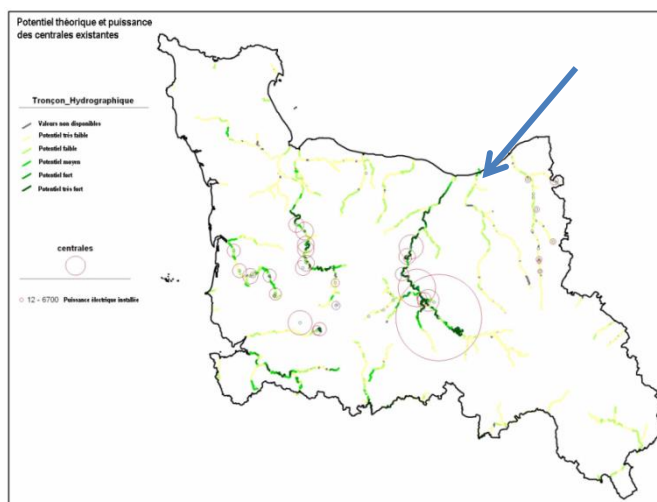 Potentiel théorique et puissance
des centrales existantes
Tronçon_Hydrographique
Valeurs non disponibles
Potentiel très faible
Potentiel faible
Potentiel moyen
Potentiel fort
Potentiel très fort
centrales
12 - 6700 Puissance électrique installée